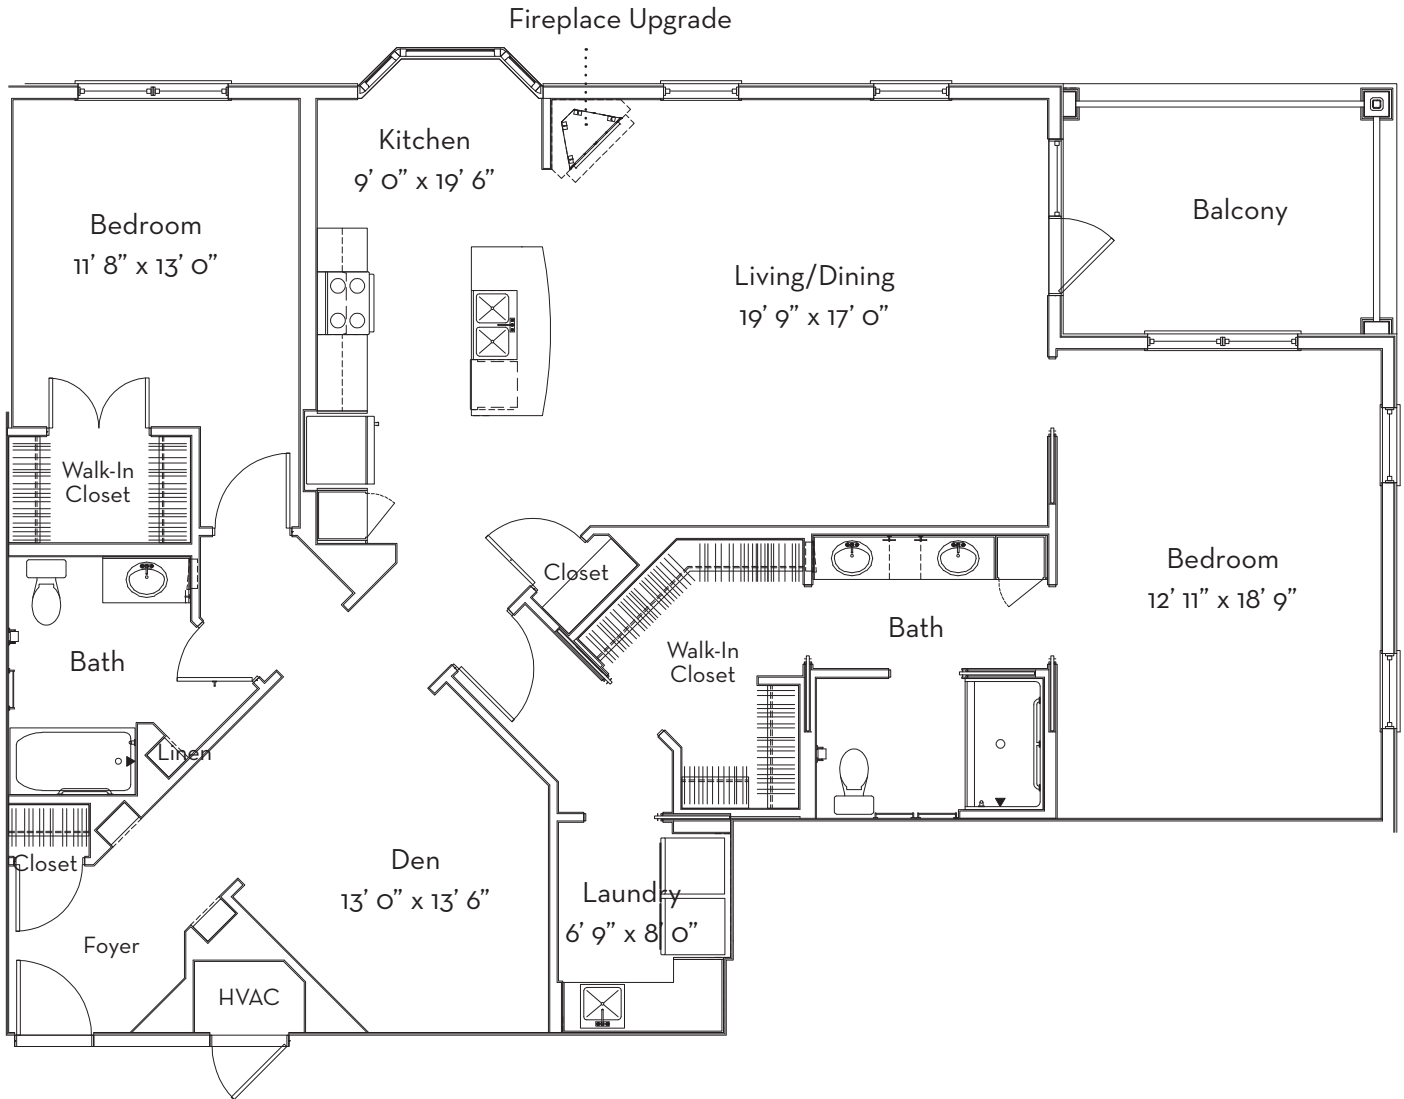 Fireplace Upgrade
Kitchen
9’ 0” x 19’ 6”
Bedroom
11’ 8” x 13’ 0”
Balcony
Living/Dining
19’ 9” x 17’ 0”
Walk-In
Closet
Closet
Bedroom
12’ 11” x 18’ 9”
Bath
Walk-In
Closet
Bath
Linen
Closet
Den
13’ 0” x 13’ 6”
Laundry
6’ 9” x 8’ 0”
Foyer
HVAC